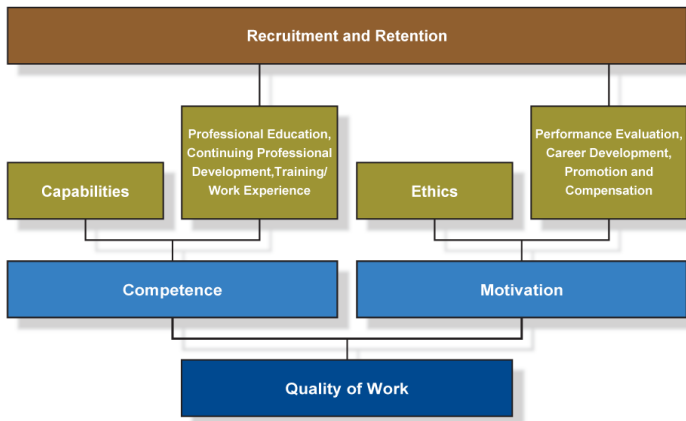 Recruitment and Retention
Professional Education,
Continuing Professional
Development,Training/
Work Experience
Performance Evaluation,
Career Development,
Promotion and
Compensation
Capabilities
Ethics
Competence
Motivation
Quality of Work